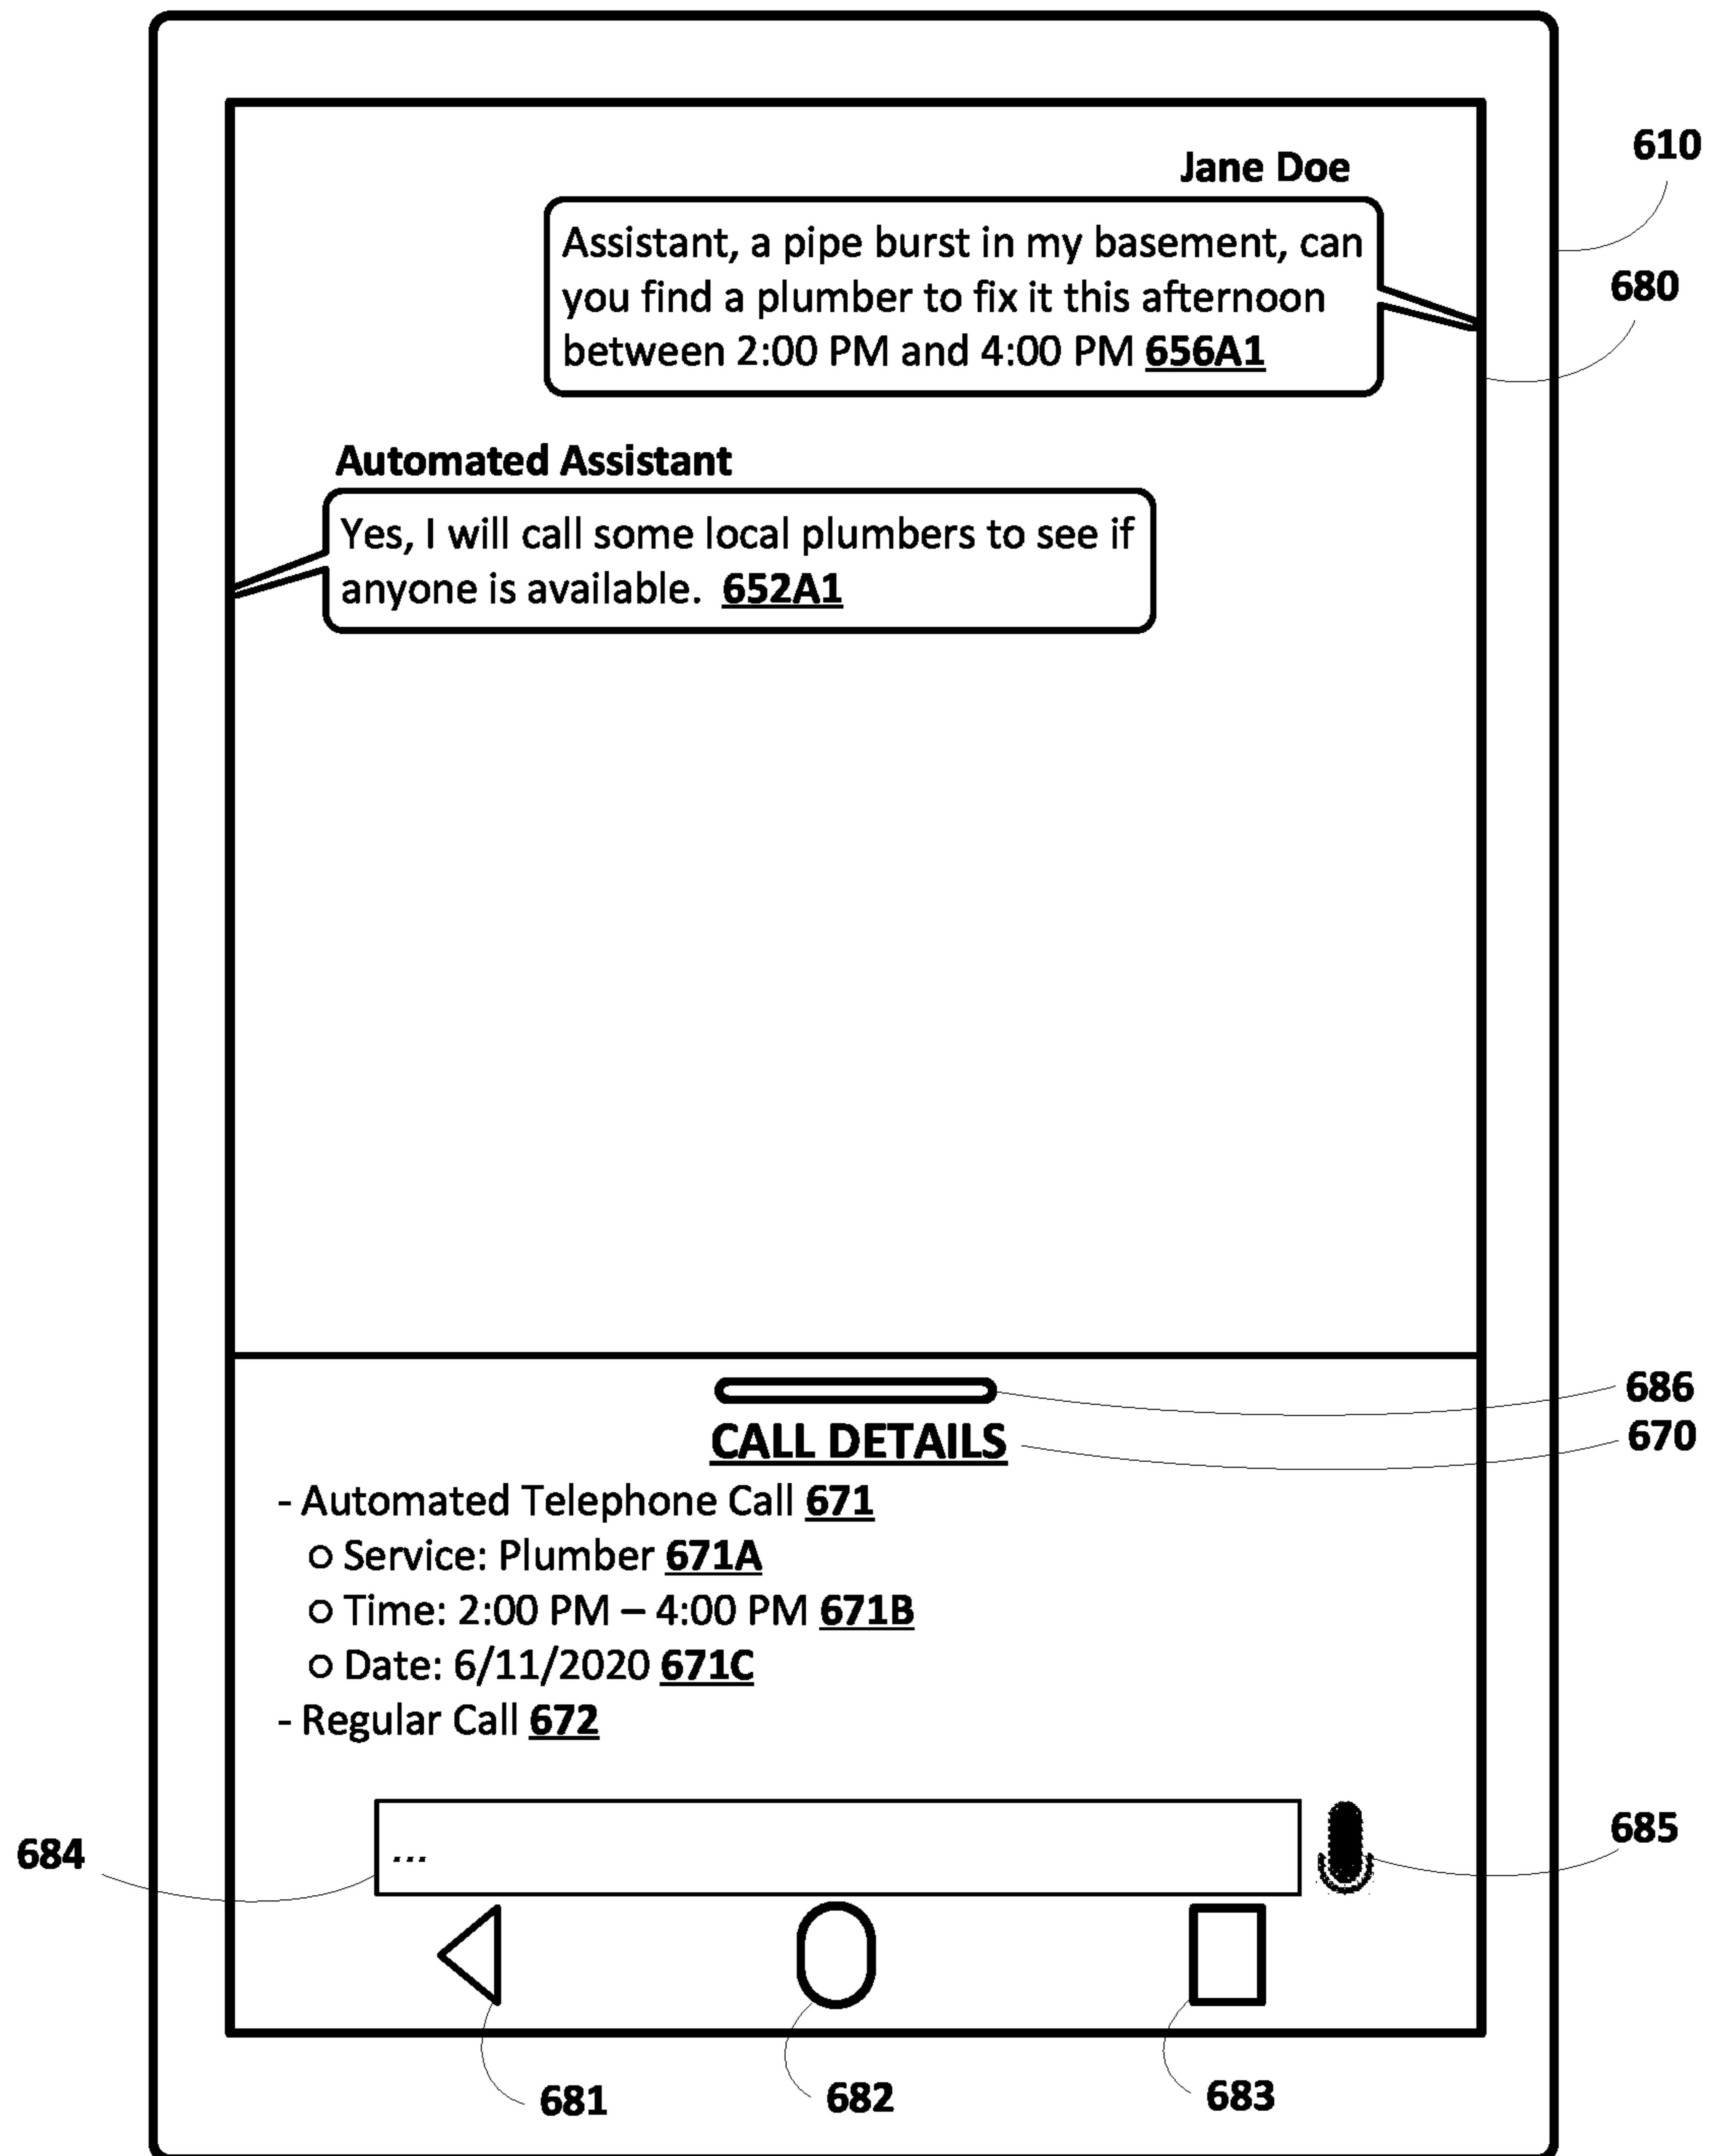 610
Jane Doe
Assistant, a pipe burst in my basement, can
you find a plumber to fix it this afternoon
between 2:00 PM and 4:00 PM 656A1
680
Automated Assistant
Yes, I will call some local plumbers to see if
anyone is available. 652A1
686
CALL DETAILS
670
- Automated Telephone Call 671
○ Service: Plumber 671A
○ Time: 2:00 PM – 4:00 PM 671B
○ Date: 6/11/2020 671C
- Regular Call 672
684
...
685
681
682
683